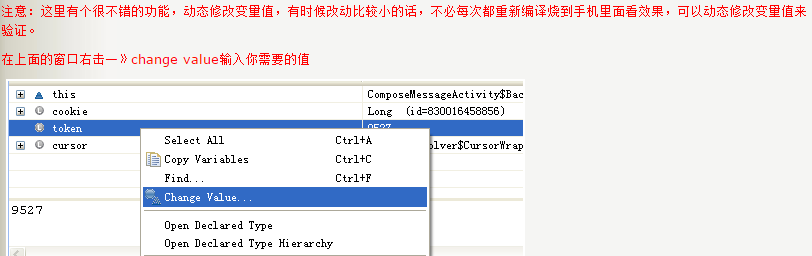 注意：这里有个很不错的功能，动态修改变量值，有时候改动比较小的话，不必每次都重新编译烧到手机里面看效果，可以动态修改变量值来
验证。
在上面的窗口右击一》change value输入你需要的值
this ComposeMessageActivity$Bac
cookie Long (id=830016458856)
token 9527
cursor olver$CursorWrap
Select All Ctrl+A
Copy Variables Ctrl+C
Find... Ctrl+F
Change Value...
Open Declared Type
Open Declared Type Hierarchy
9527